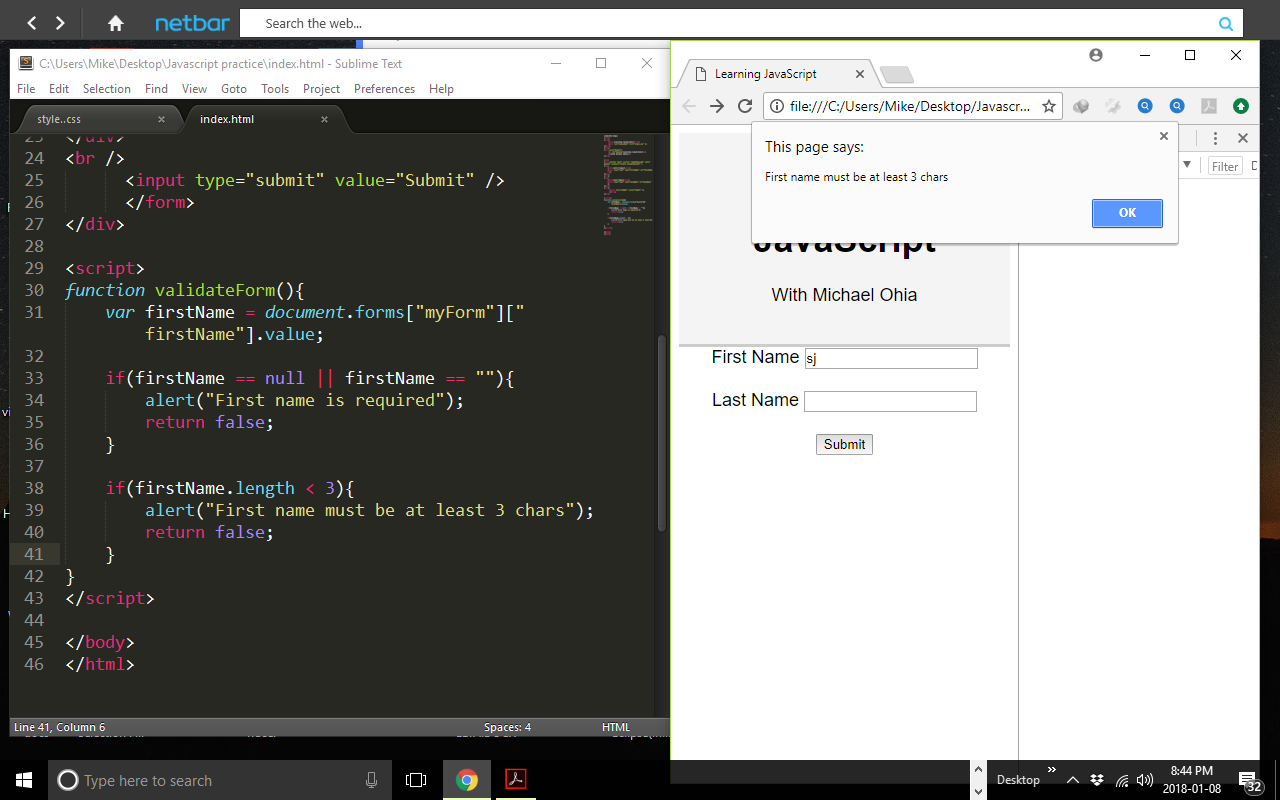 netbar
Search the web...
C:\Users\Mike\Desktop\Javascript practice\index.html - Sublime Text
File Edit Selection Find View Goto Tools Project Preferences Help
style..css
index.html
23 </div>
24 <br />
25 <input type="submit" value="Submit" />
26 </form>
27 </div>
28
29 <script>
30 function validateForm(){
31 var firstName = document.forms["myForm"]["
firstName"].value;
32
33 if(firstName == null || firstName == ""){
34 alert("First name is required");
35 return false;
36 }
37
38 if(firstName.length < 3){
39 alert("First name must be at least 3 chars");
40 return false;
41 }
42 }
43 </script>
44
45 </body>
46 </html>
Line 41, Column 6
Spaces: 4
HTML
Learning JavaScript
file:///C:/Users/Mike/Desktop/Javascr...
This page says:
First name must be at least 3 chars
OK
Filter
JavaScript
With Michael Ohia
First Name sj
Last Name
Submit
Type here to search
Desktop
8:44 PM
2018-01-08
32